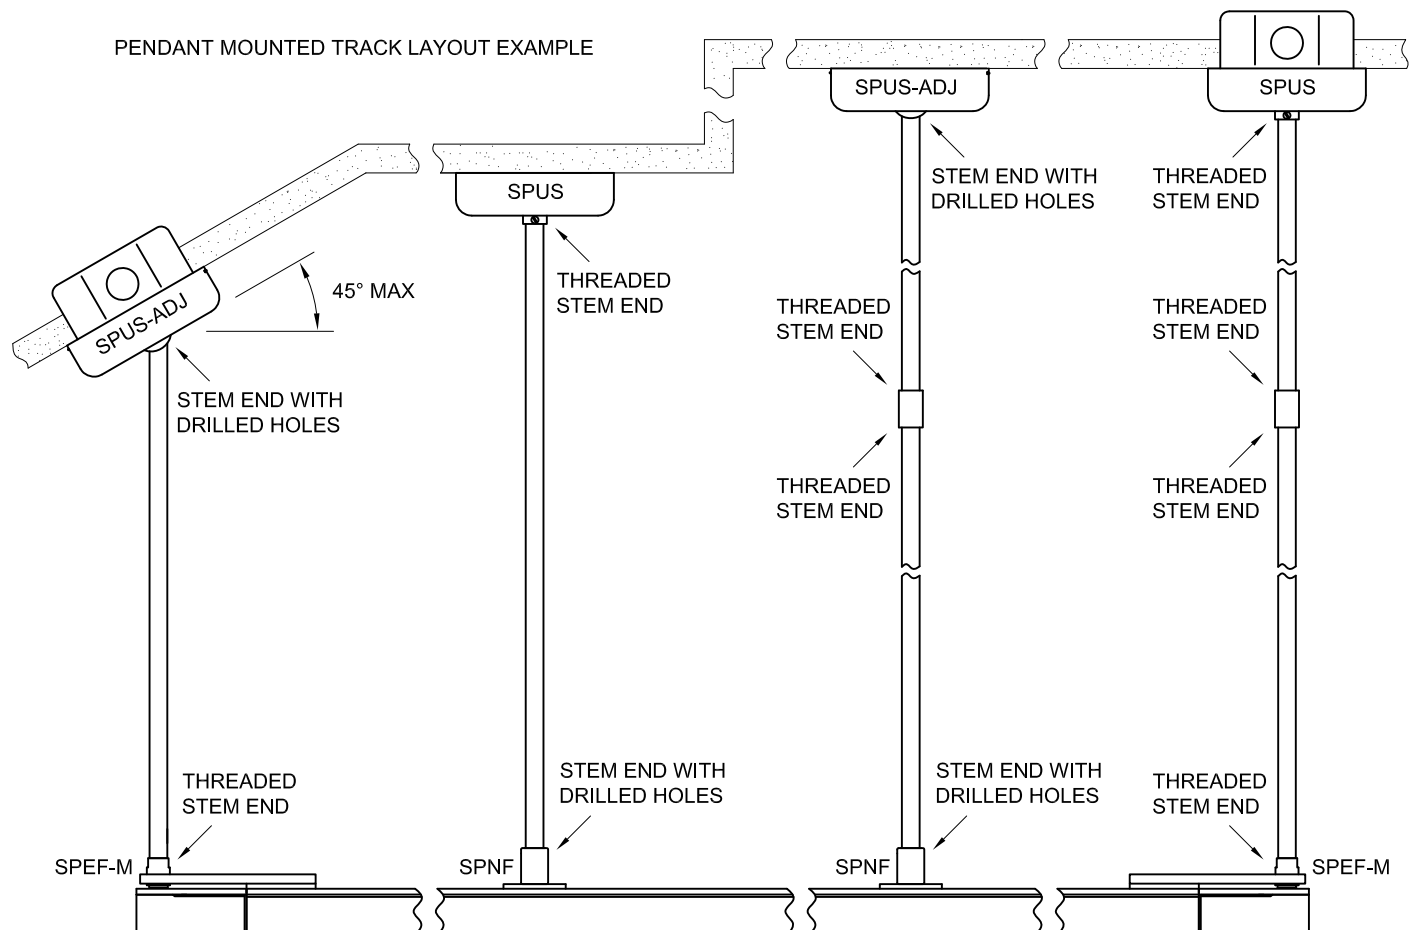 PENDANT MOUNTED TRACK LAYOUT EXAMPLE
SPUS-ADJ
SPUS
STEM END WITH
DRILLED HOLES
THREADED
STEM END
SPUS
THREADED
STEM END
45° MAX
SPUS-ADJ
STEM END WITH
DRILLED HOLES
THREADED
STEM END
THREADED
STEM END
THREADED
STEM END
THREADED
STEM END
STEM END WITH
DRILLED HOLES
STEM END WITH
DRILLED HOLES
THREADED
STEM END
THREADED
STEM END
SPEF-M
SPNF
SPNF
SPEF-M